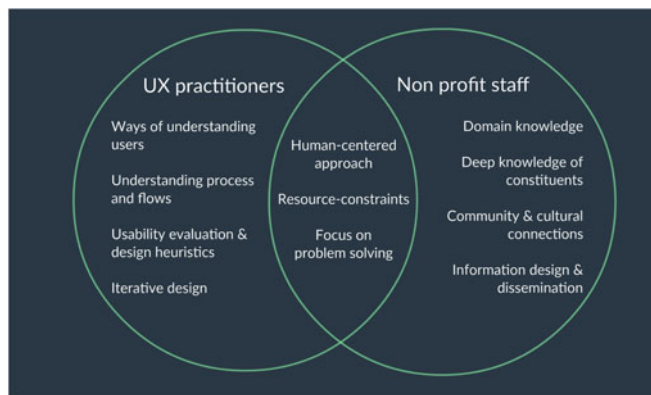 UX practitioners
Ways of understanding
users
Understanding process
and flows
Usability evaluation &
design heuristics
Iterative design
Human-centered
approach
Resource-constraints
Focus on
problem solving
Non profit staff
Domain knowledge
Deep knowledge of
constituents
Community & cultural
connections
Information design &
dissemination